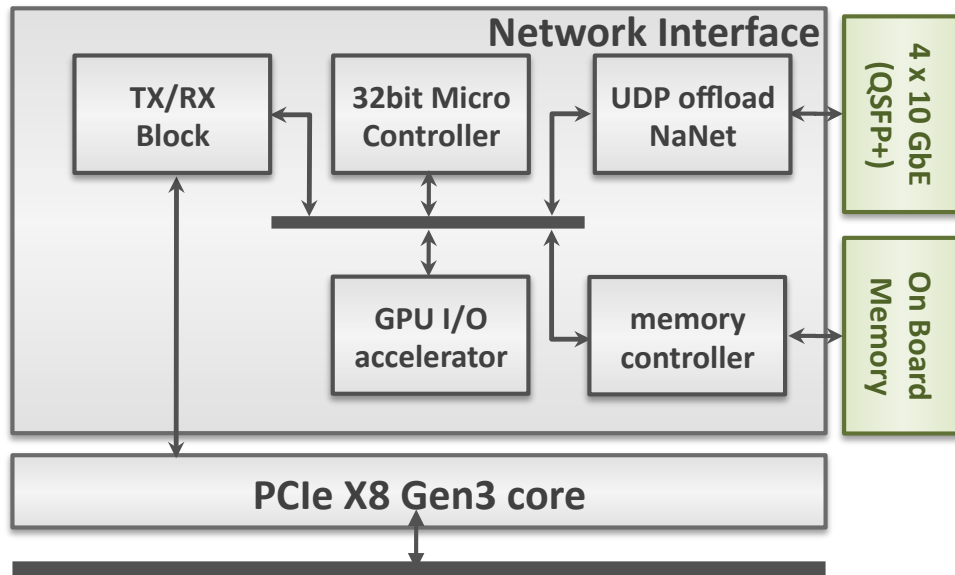 Network Interface
TX/RX
Block
32bit Micro
Controller
UDP offload
NaNet
4 x 10 GbE
(QSFP+)
GPU I/O
accelerator
memory
controller
On Board
Memory
PCIe X8 Gen3 core